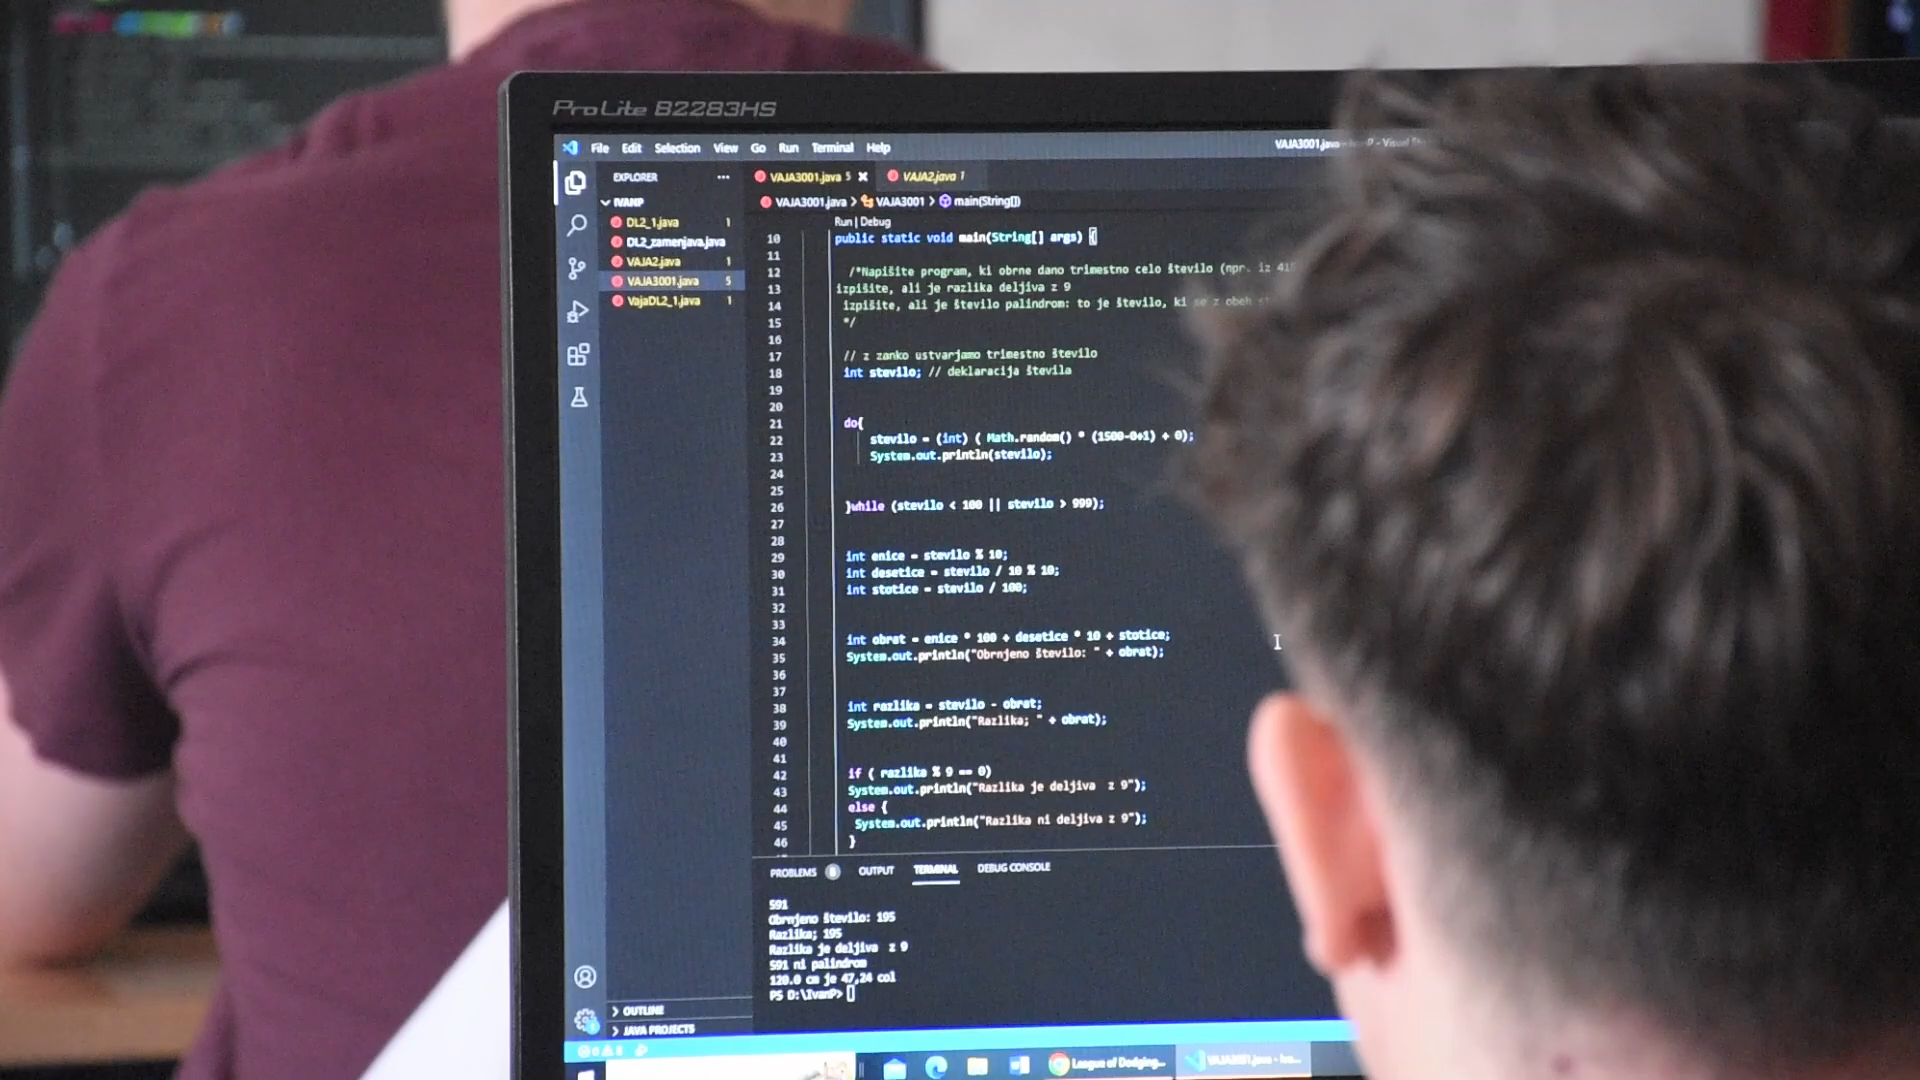 ProLite B2283HS
File Edit Selection View Go Run Terminal Help
VAJA3001.java
EXPLORER ...
VAJA3001.java 5 VAJA2.java 1
IVANP
VAJA3001.java > VAJA3001 > main(String[])
DL2_1.java 1
DL2_zamenjava.java
VAJA2.java 1
VAJA3001.java 5
VajaDL2_1.java 1
Run | Debug
10 public static void main(String[] args) {
11
12 /*Napišite program, ki obrne dano trimestno celo število (npr. iz
13 izpišite, ali je razlika deljiva z 9
14 izpišite, ali je število palindrom: to je število, ki se z obeh
15 */
16
17 // z zanko ustvarjamo trimestno število
18 int stevilo; // deklaracija števila
19
20
21 do{
22 stevilo = (int) ( Math.random() * (1500-0+1) + 0);
23 System.out.println(stevilo);
24
25
26 }while (stevilo < 100 || stevilo > 999);
27
28
29 int enice = stevilo % 10;
30 int desetice = stevilo / 10 % 10;
31 int stotice = stevilo / 100;
32
33
34 int obrat = enice * 100 + desetice * 10 + stotice;
35 System.out.println("Obrnjeno število: " + obrat);
36
37
38 int razlika = stevilo - obrat;
39 System.out.println("Razlika; " + obrat);
40
41
42 if ( razlika % 9 == 0)
43 System.out.println("Razlika je deljiva  z 9");
44 else {
45 System.out.println("Razlika ni deljiva z 9");
46 }
PROBLEMS 8 OUTPUT TERMINAL DEBUG CONSOLE
591
Obrnjeno število: 195
Razlika; 195
Razlika je deljiva  z 9
591 ni palindrom
120.0 cm je 47,24 col
PS D:\IvanP>
OUTLINE
JAVA PROJECTS
League of Dodging... VAJA3001.java - Iva...